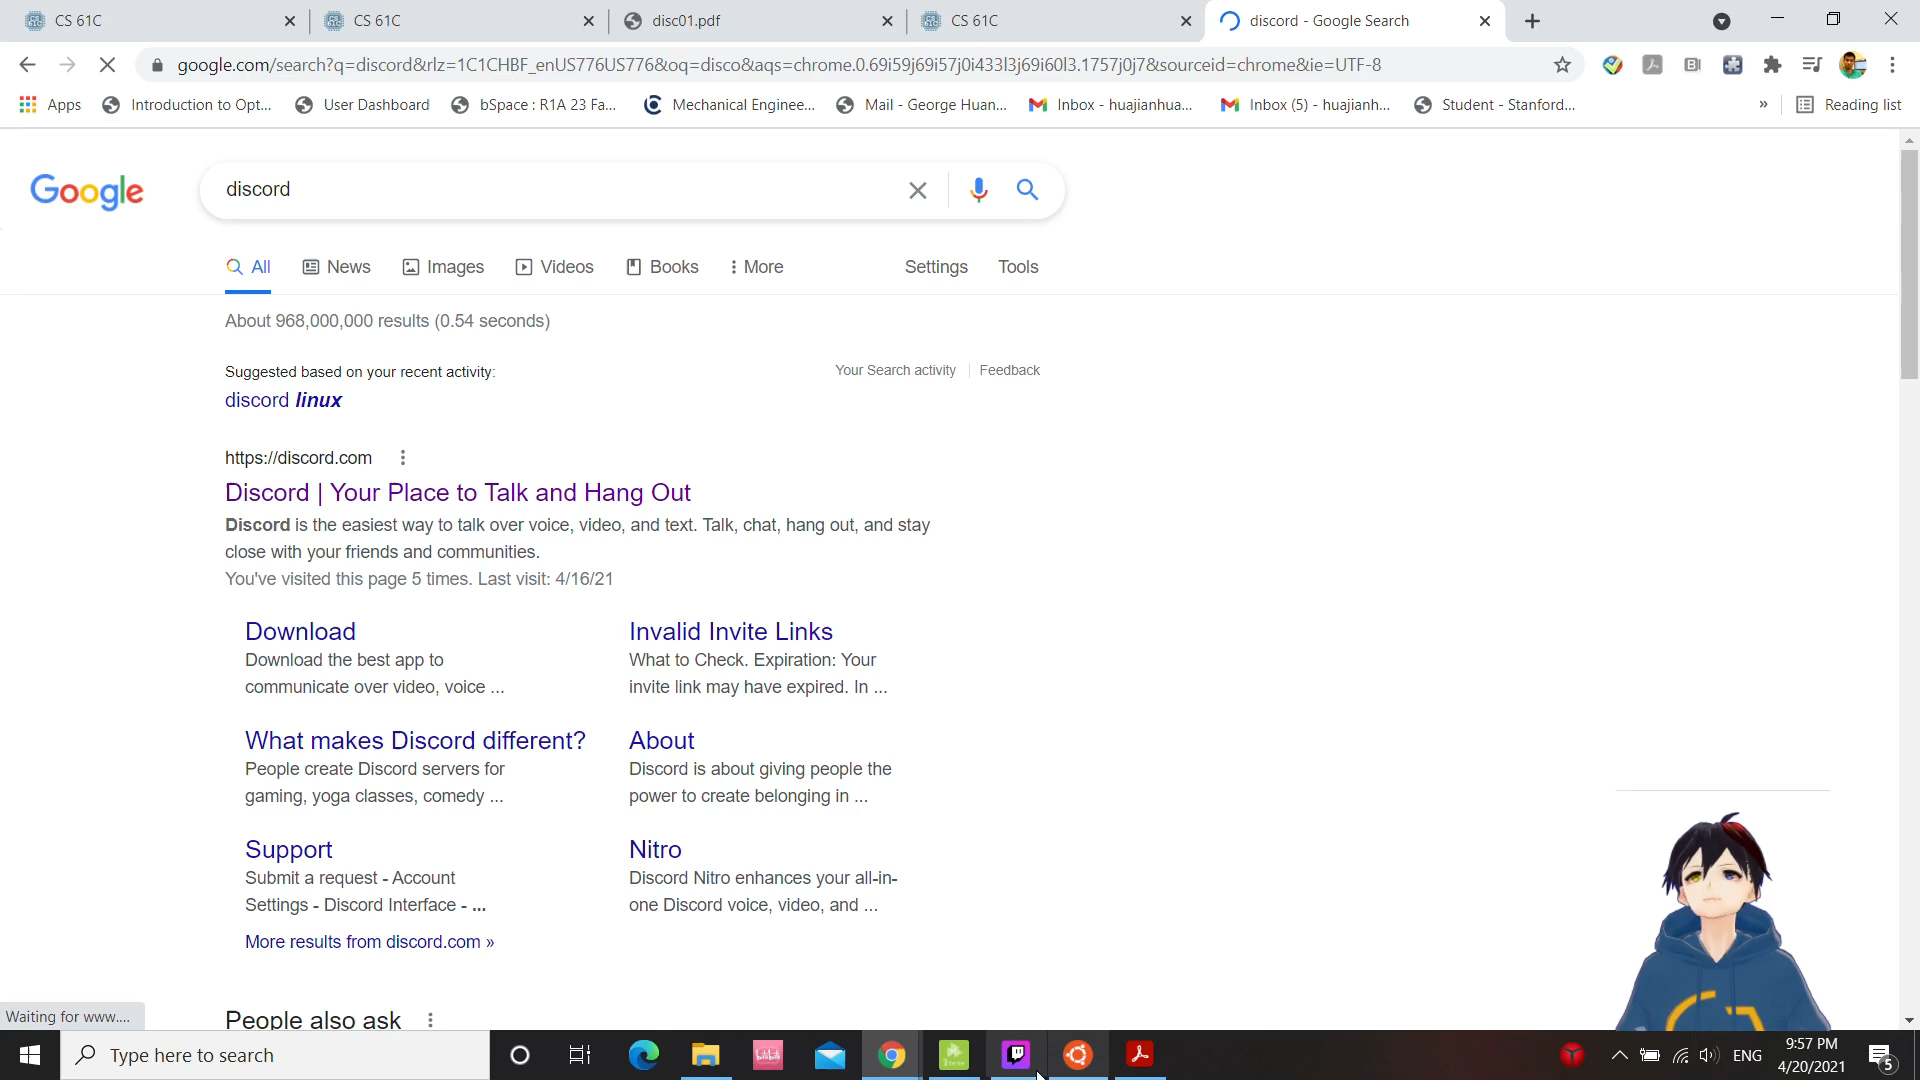 CS 61C
CS 61C
disc01.pdf
CS 61C
discord - Google Search
google.com/search?q=discord&rlz=1C1CHBF_enUS776US776&oq=disco&aqs=chrome.0.69i59j69i57j0i433l3j69i60l3.1757j0j7&sourceid=chrome&ie=UTF-8
Apps
Introduction to Opt...
User Dashboard
bSpace : R1A 23 Fa...
Mechanical Enginee...
Mail - George Huan...
Inbox - huajianhua...
Inbox (5) - huajianh...
Student - Stanford...
»
Reading list
Google
discord
All
News
Images
Videos
Books
More
Settings
Tools
About 968,000,000 results (0.54 seconds)
Suggested based on your recent activity:
Your Search activity
Feedback
discord linux
https://discord.com
Discord | Your Place to Talk and Hang Out
Discord is the easiest way to talk over voice, video, and text. Talk, chat, hang out, and stay
close with your friends and communities.
You've visited this page 5 times. Last visit: 4/16/21
Download
Download the best app to
communicate over video, voice ...
Invalid Invite Links
What to Check. Expiration: Your
invite link may have expired. In ...
What makes Discord different?
People create Discord servers for
gaming, yoga classes, comedy ...
About
Discord is about giving people the
power to create belonging in ...
Support
Submit a request - Account
Settings - Discord Interface - ...
Nitro
Discord Nitro enhances your all-in-
one Discord voice, video, and ...
More results from discord.com »
People also ask
Waiting for www....
Type here to search
ENG
9:57 PM
4/20/2021
5